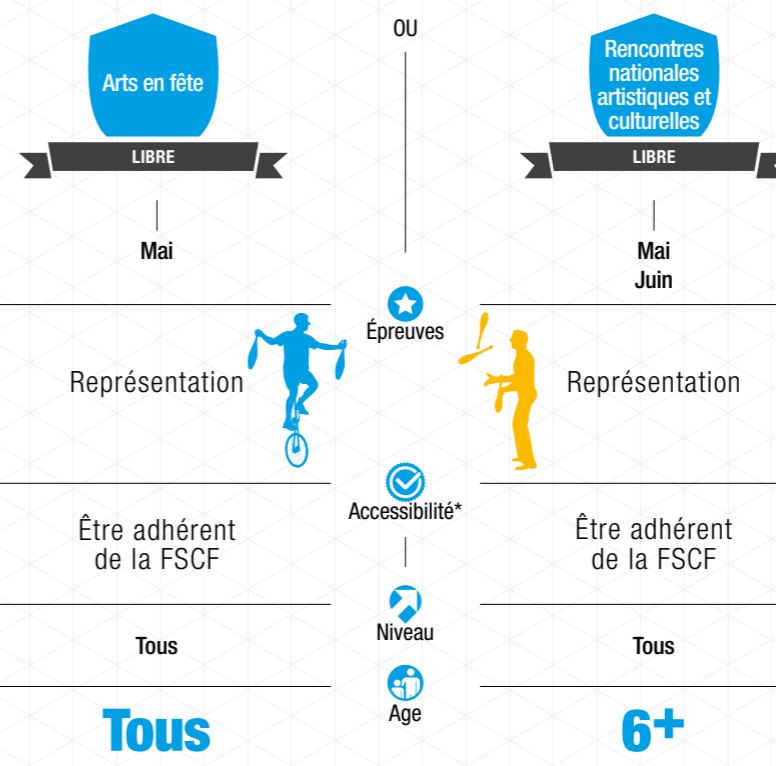 Arts en fête
LIBRE
Mai
OU
Rencontres
nationales
artistiques et
culturelles
LIBRE
Mai
Juin
Épreuves
Représentation
Représentation
Accessibilité*
Être adhérent
de la FSCF
Être adhérent
de la FSCF
Niveau
Tous
Tous
Age
Tous
6+